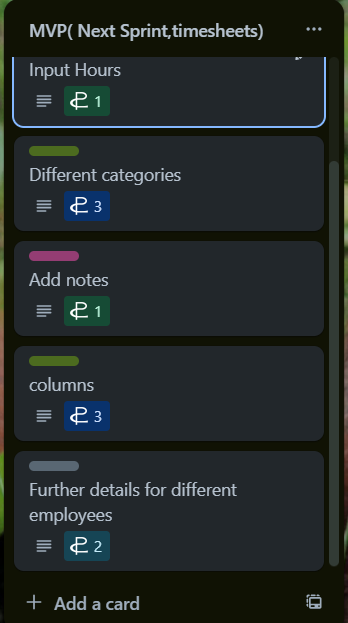 MVP( Next Sprint,timesheets)
Input Hours
1
Different categories
3
Add notes
1
columns
3
Further details for different
employees
2
Add a card